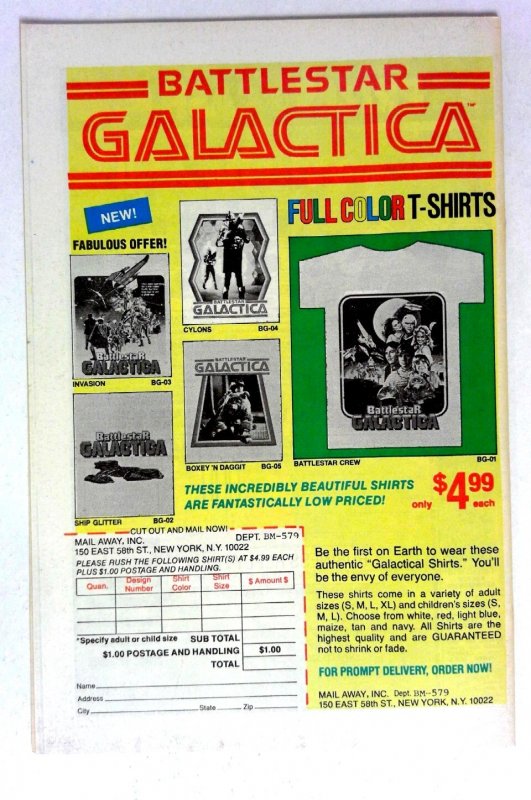 BATTLESTAR
GALACTICA™
NEW!
FULL COLOR T-SHIRTS
FABULOUS OFFER!
BATTLESTAR
GALACTICA
CYLONS BG-04
BattlestaR
GALACTICA
INVASION BG-03
BATTLESTAR
GALACTICA
BOXEY 'N DAGGIT BG-05
BattlestaR
GALACTICA
BATTLESTAR CREW BG-01
BattlestaR
GALACTICA
SHIP GLITTER BG-02
THESE INCREDIBLY BEAUTIFUL SHIRTS
ARE FANTASTICALLY LOW PRICED!
only $4.99 each
CUT OUT AND MAIL NOW!
MAIL AWAY, INC. DEPT. BM-579
150 EAST 58th ST., NEW YORK, N.Y. 10022
PLEASE RUSH THE FOLLOWING SHIRT(S) AT $4.99 EACH
PLUS $1.00 POSTAGE AND HANDLING.
Quan. Design Number Shirt Color Shirt Size $ Amount $
*Specify adult or child size SUB TOTAL
$1.00 POSTAGE AND HANDLING $1.00
TOTAL
Name
Address
City State Zip
Be the first on Earth to wear these
authentic "Galactical Shirts." You'll
be the envy of everyone.
These shirts come in a variety of adult
sizes (S, M, L, XL) and children's sizes (S,
M, L). Choose from white, red, light blue,
maize, tan and navy. All Shirts are the
highest quality and are GUARANTEED
not to shrink or fade.
FOR PROMPT DELIVERY, ORDER NOW!
MAIL AWAY, INC. Dept. BM-579
150 EAST 58th ST., NEW YORK, N.Y. 10022